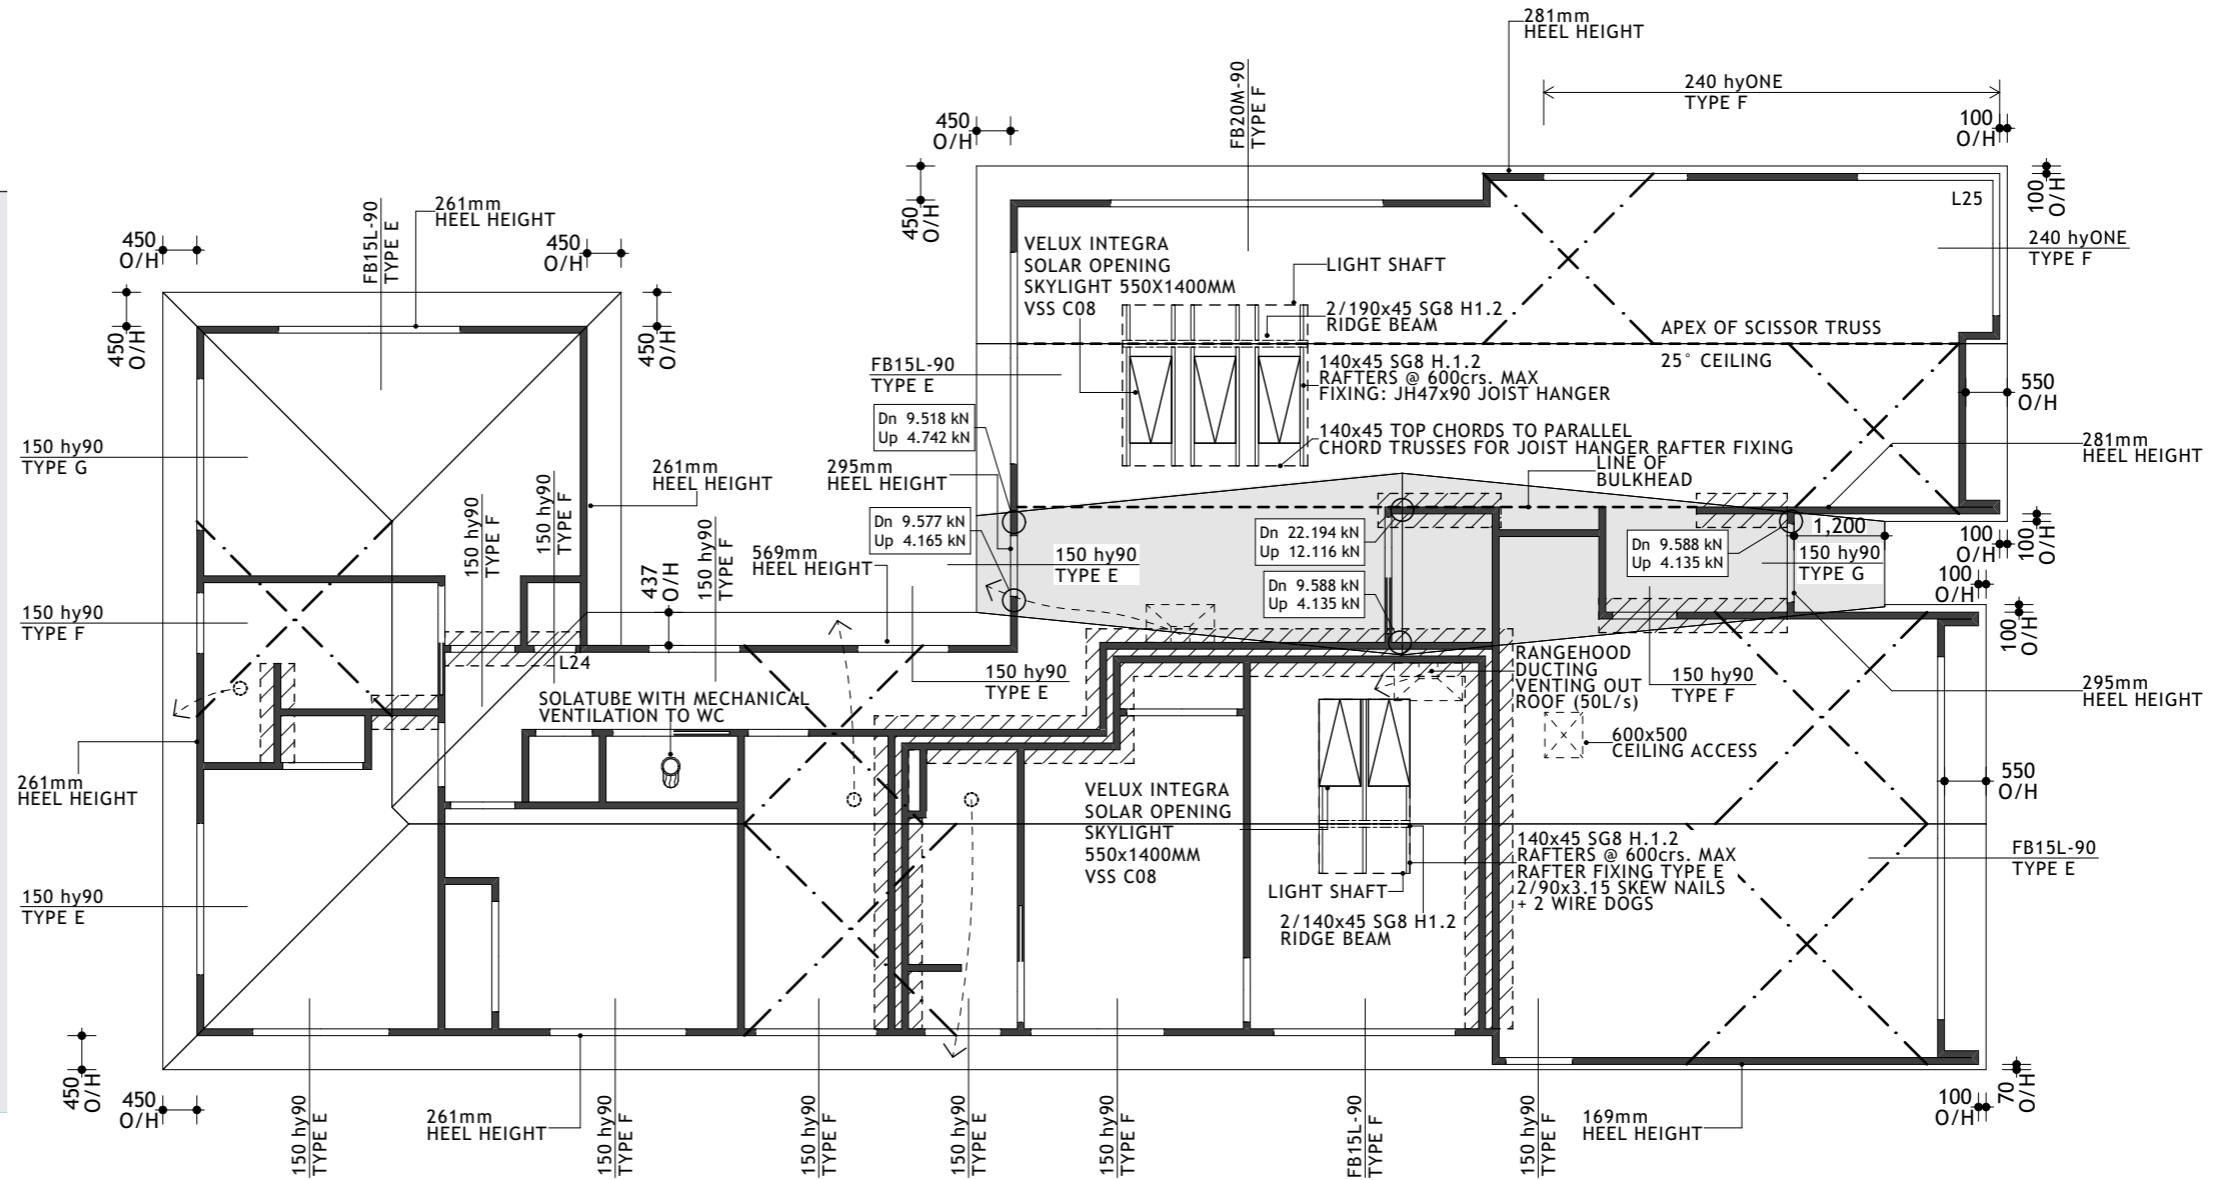 281mm
HEEL HEIGHT
240 hyONE
TYPE F
100
O/H
FB20M-90
TYPE F
450
O/H
450
O/H
100
O/H
L25
240 hyONE
TYPE F
261mm
HEEL HEIGHT
FB15L-90
TYPE E
450
O/H
450
O/H
450
O/H
450
O/H
VELUX INTEGRA
SOLAR OPENING
SKYLIGHT 550X1400MM
VSS C08
LIGHT SHAFT
2/190x45 SG8 H1.2
RIDGE BEAM
APEX OF SCISSOR TRUSS
25° CEILING
FB15L-90
TYPE E
140x45 SG8 H.1.2
RAFTERS @ 600crs. MAX
FIXING: JH47x90 JOIST HANGER
550
O/H
Dn 9.518 kN
Up 4.742 kN
140x45 TOP CHORDS TO PARALLEL
CHORD TRUSSES FOR JOIST HANGER RAFTER FIXING
281mm
HEEL HEIGHT
150 hy90
TYPE G
150 hy90
TYPE F
150 hy90
TYPE F
261mm
HEEL HEIGHT
295mm
HEEL HEIGHT
LINE OF
BULKHEAD
Dn 9.577 kN
Up 4.165 kN
Dn 22.194 kN
Up 12.116 kN
1,200
100
O/H
100
O/H
150 hy90
TYPE F
569mm
HEEL HEIGHT
150 hy90
TYPE E
Dn 9.588 kN
Up 4.135 kN
150 hy90
TYPE G
437
O/H
Dn 9.588 kN
Up 4.135 kN
100
O/H
150 hy90
TYPE F
100
O/H
L24
150 hy90
TYPE E
RANGEHOOD
DUCTING
VENTING OUT
ROOF (50L/s)
150 hy90
TYPE F
295mm
HEEL HEIGHT
SOLATUBE WITH MECHANICAL
VENTILATION TO WC
600x500
CEILING ACCESS
261mm
HEEL HEIGHT
550
O/H
VELUX INTEGRA
SOLAR OPENING
SKYLIGHT
550x1400MM
VSS C08
140x45 SG8 H.1.2
RAFTERS @ 600crs. MAX
RAFTER FIXING TYPE E
2/90x3.15 SKEW NAILS
+ 2 WIRE DOGS
FB15L-90
TYPE E
150 hy90
TYPE E
LIGHT SHAFT
2/140x45 SG8 H1.2
RIDGE BEAM
450
O/H
450
O/H
150 hy90
TYPE E
261mm
HEEL HEIGHT
150 hy90
TYPE F
150 hy90
TYPE F
150 hy90
TYPE E
150 hy90
TYPE F
FB15L-90
TYPE F
150 hy90
TYPE F
169mm
HEEL HEIGHT
100
O/H
70
O/H